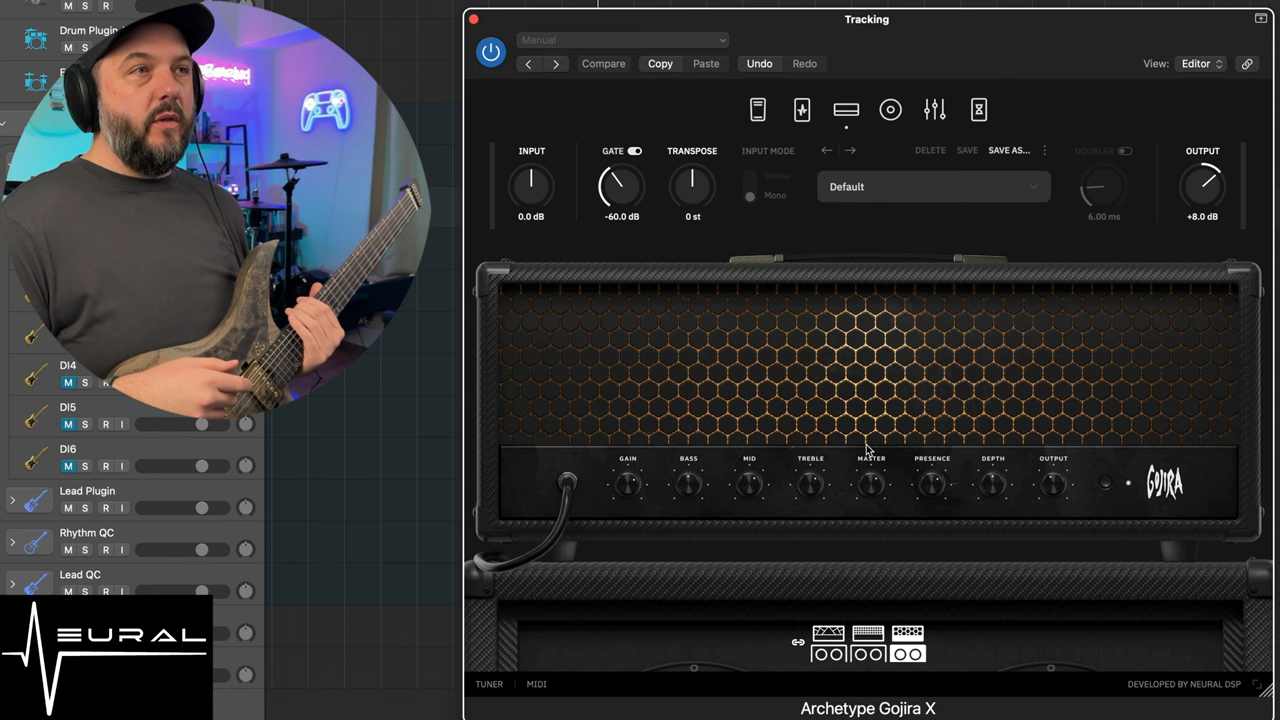 Drum Plugin
M S
M S
DI4
M S R
DI5
M S R I
DI6
M S R I
Lead Plugin
M S R I
Rhythm QC
M S R I
Lead QC
M S R I
EURAL
Tracking
Manual
Compare Copy Paste Undo Redo
View: Editor
INPUT
0.0 dB
GATE
-60.0 dB
TRANSPOSE
0 st
INPUT MODE
Stereo
Mono
DELETE SAVE SAVE AS...
Default
DOUBLER
6.00 ms
OUTPUT
+8.0 dB
GAIN BASS MID TREBLE MASTER PRESENCE DEPTH OUTPUT
GOJIRA
TUNER MIDI
DEVELOPED BY NEURAL DSP
Archetype Gojira X